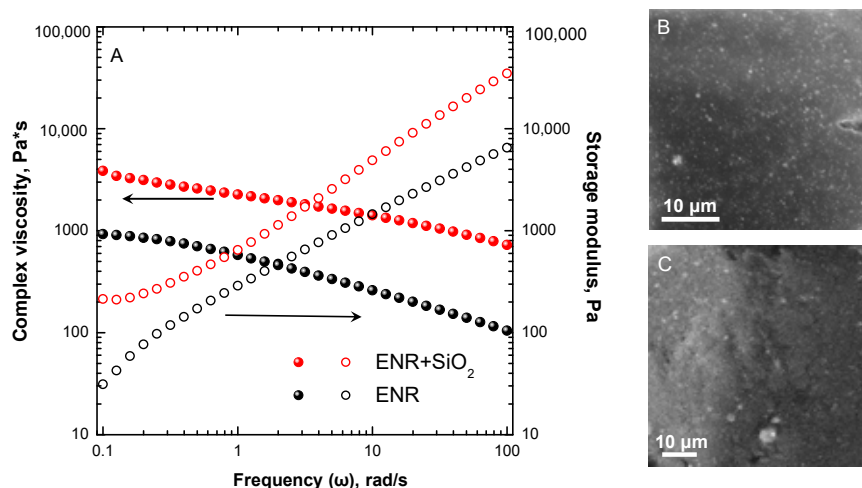 A
100,000
10,000
1000
100
10
Complex viscosity, Pa*s
100,000
10,000
1000
100
10
Storage modulus, Pa
0.1
1
10
100
Frequency (ω), rad/s
ENR+SiO₂
ENR
B
10 µm
C
10 µm